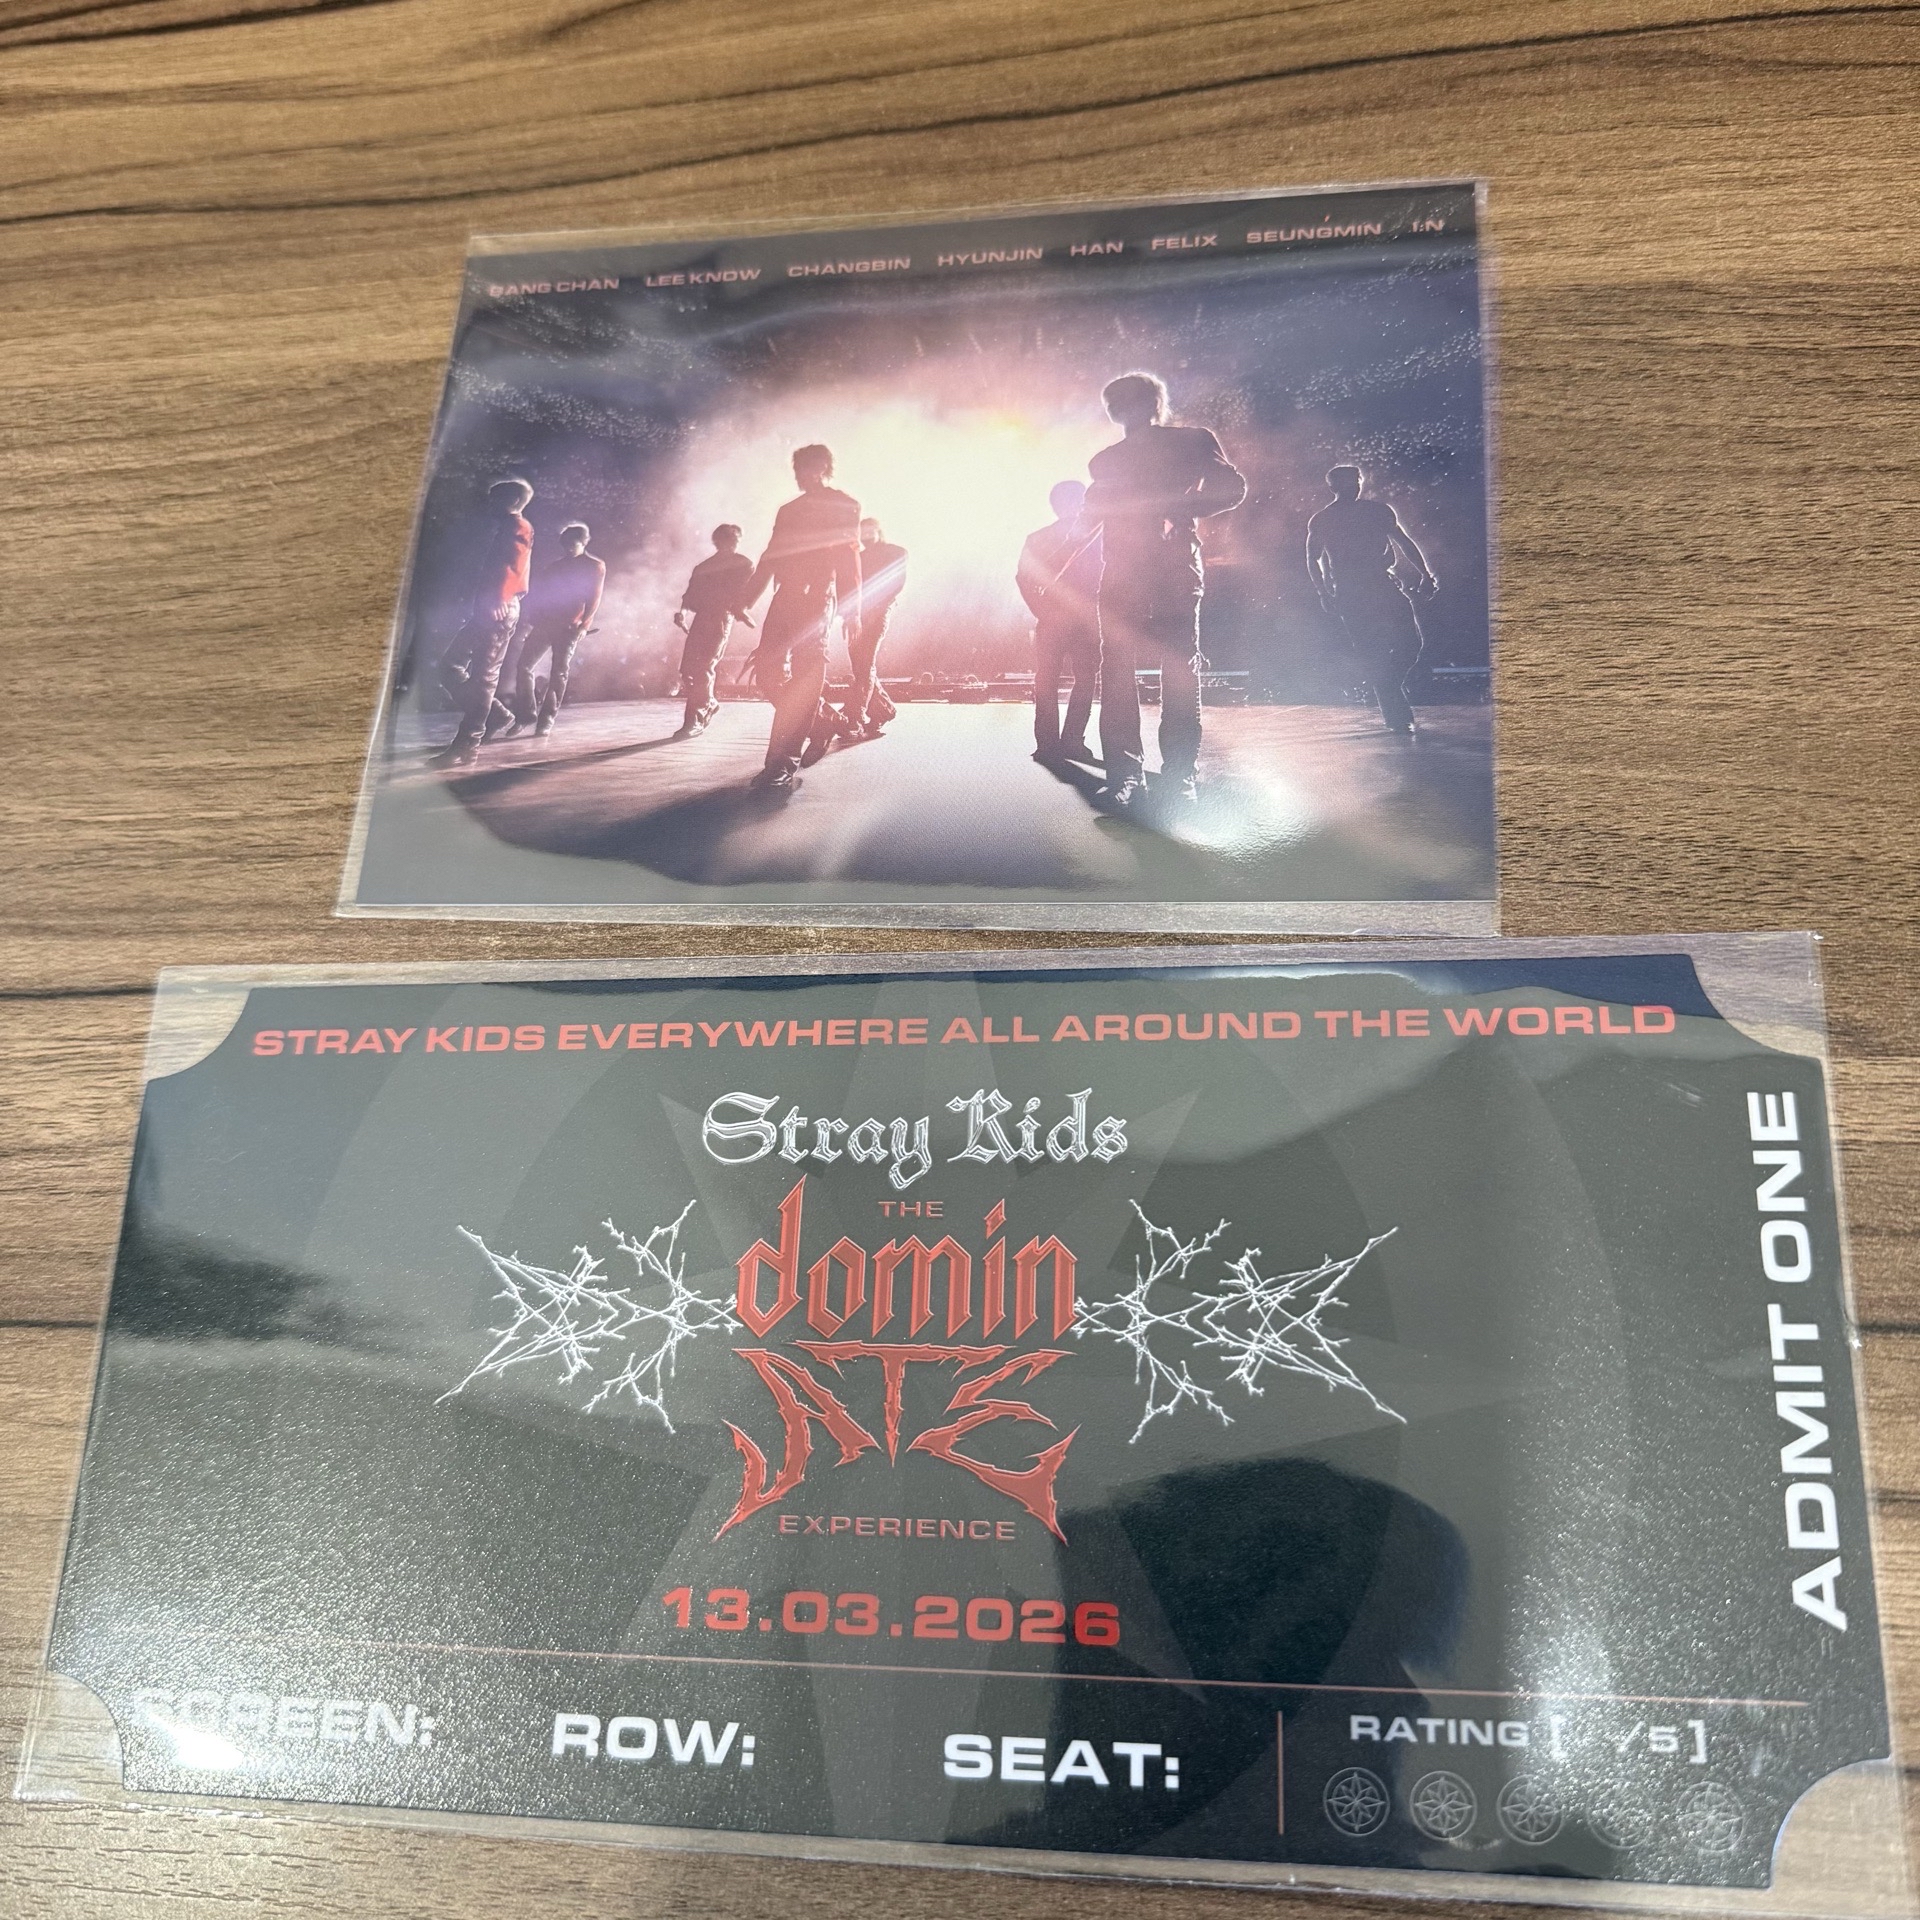 BANG CHAN LEE KNOW CHANGBIN HYUNJIN HAN FELIX SEUNGMIN I.N
STRAY KIDS EVERYWHERE ALL AROUND THE WORLD
Stray Kids
THE
domin
ATE
EXPERIENCE
13.03.2026
ADMIT ONE
SCREEN: ROW: SEAT:
RATING [ /5]